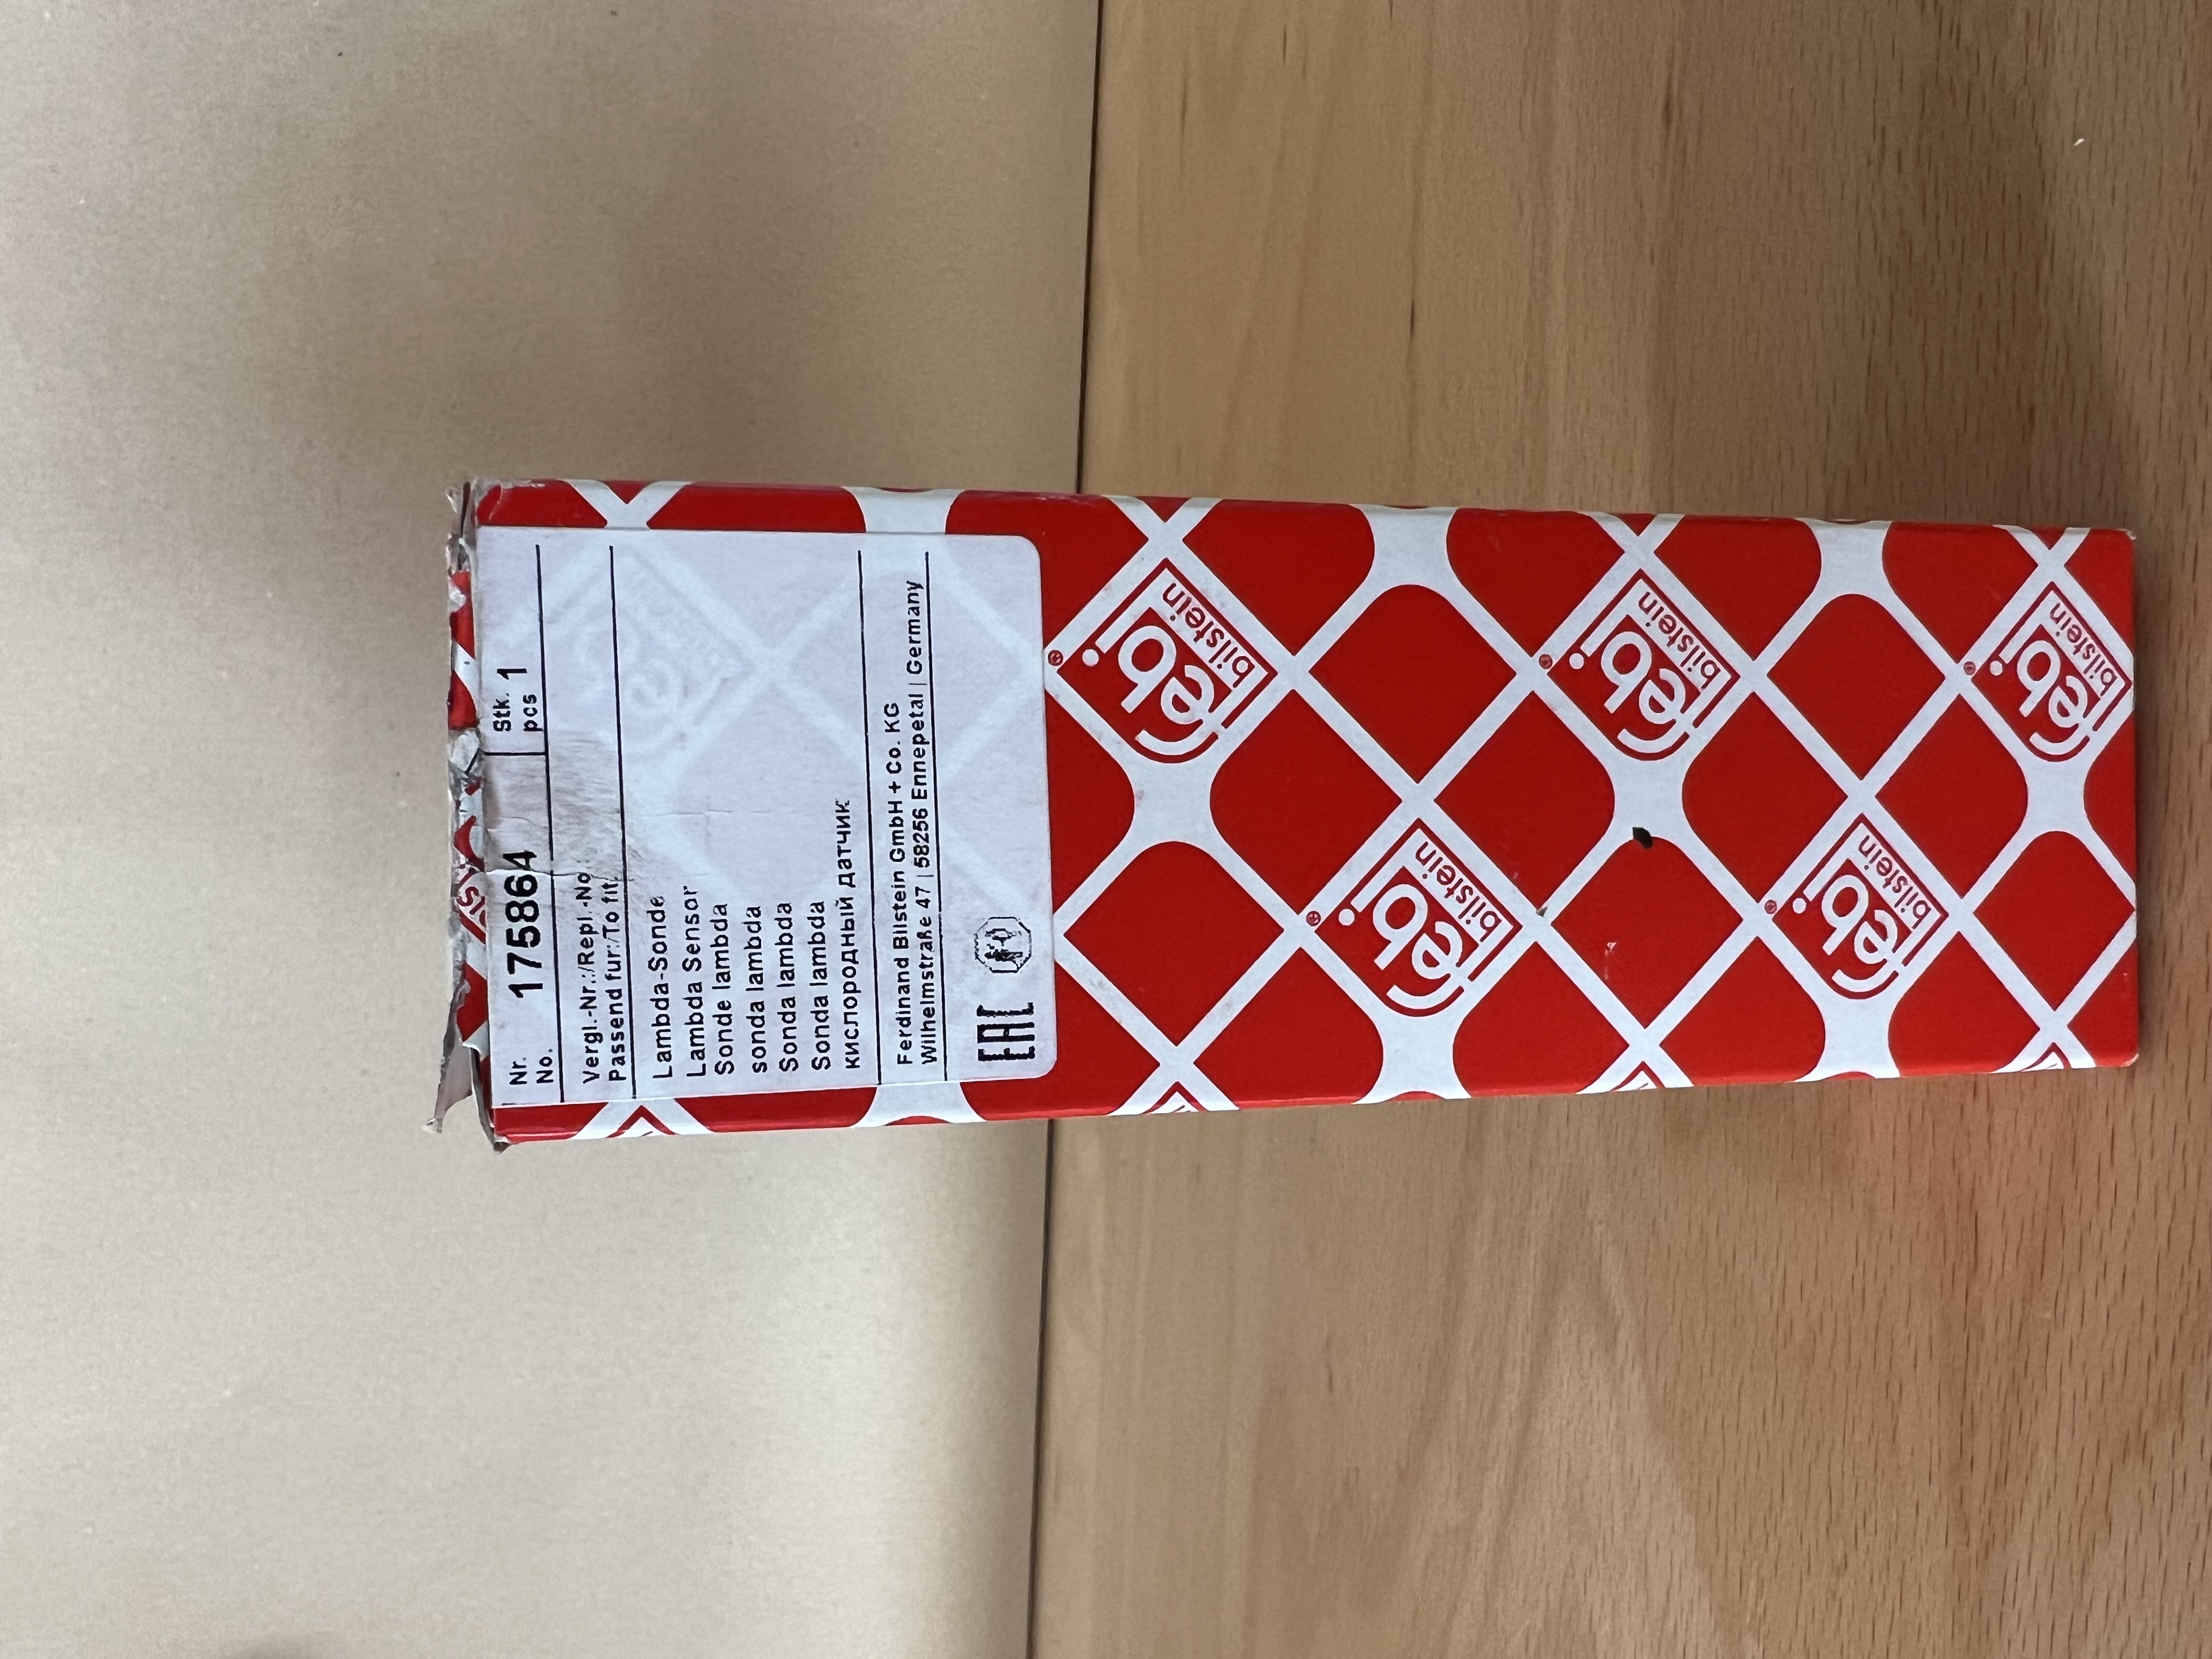 Nr. 175864 Stk. 1
No. pcs
Vergl.-Nr.:/Repl.-No.
Passend für:/To fit
Lambda-Sonde
Lambda Sensor
Sonde lambda
sonda lambda
Sonda lambda
Sonda lambda
кислородный датчик
Ferdinand Bilstein GmbH + Co. KG
Wilhelmstraße 47 | 58256 Ennepetal | Germany
EAC
febi
bilstein
®
febi
bilstein
®
febi
bilstein
®
febi
bilstein
®
febi
bilstein
®